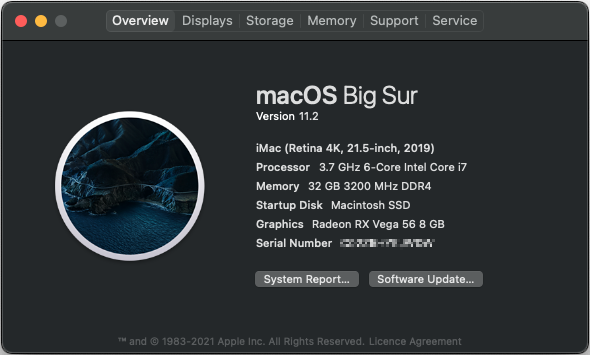 Overview Displays Storage Memory Support Service
macOS Big Sur
Version 11.2
iMac (Retina 4K, 21.5-inch, 2019)
Processor 3.7 GHz 6-Core Intel Core i7
Memory 32 GB 3200 MHz DDR4
Startup Disk Macintosh SSD
Graphics Radeon RX Vega 56 8 GB
Serial Number
System Report... Software Update...
™ and © 1983-2021 Apple Inc. All Rights Reserved. Licence Agreement